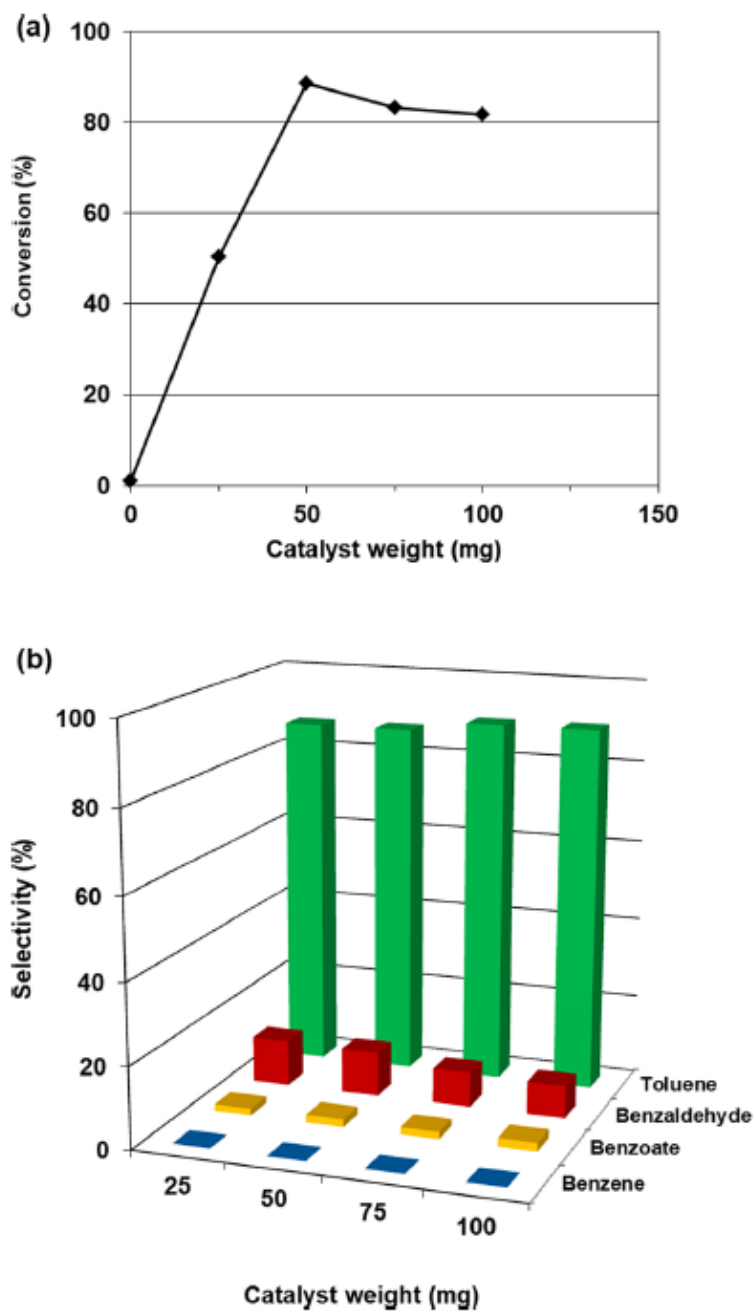 (a)
100
80
60
40
20
0
Conversion (%)
0 50 100 150
Catalyst weight (mg)
(b)
100
80
60
40
20
0
Selectivity (%)
Toluene
Benzaldehyde
Benzoate
Benzene
25 50 75 100
Catalyst weight (mg)